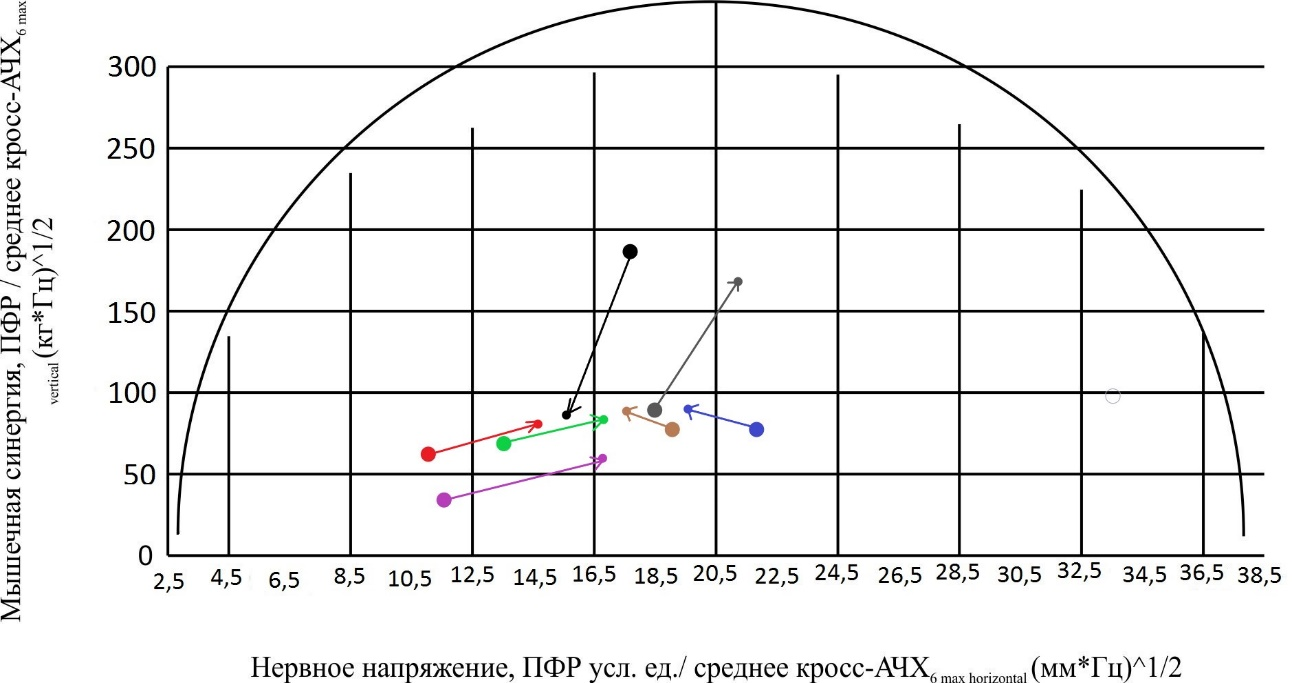 Мышечная синергия, ПФР / среднее кросс-АЧХ6 max
vertical (кг*Гц)^1/2
300
250
200
150
100
50
0
2,5 4,5 6,5 8,5 10,5 12,5 14,5 16,5 18,5 20,5 22,5 24,5 26,5 28,5 30,5 32,5 34,5 36,5 38,5
Нервное напряжение, ПФР усл. ед./ среднее кросс-АЧХ6 max horizontal (мм*Гц)^1/2